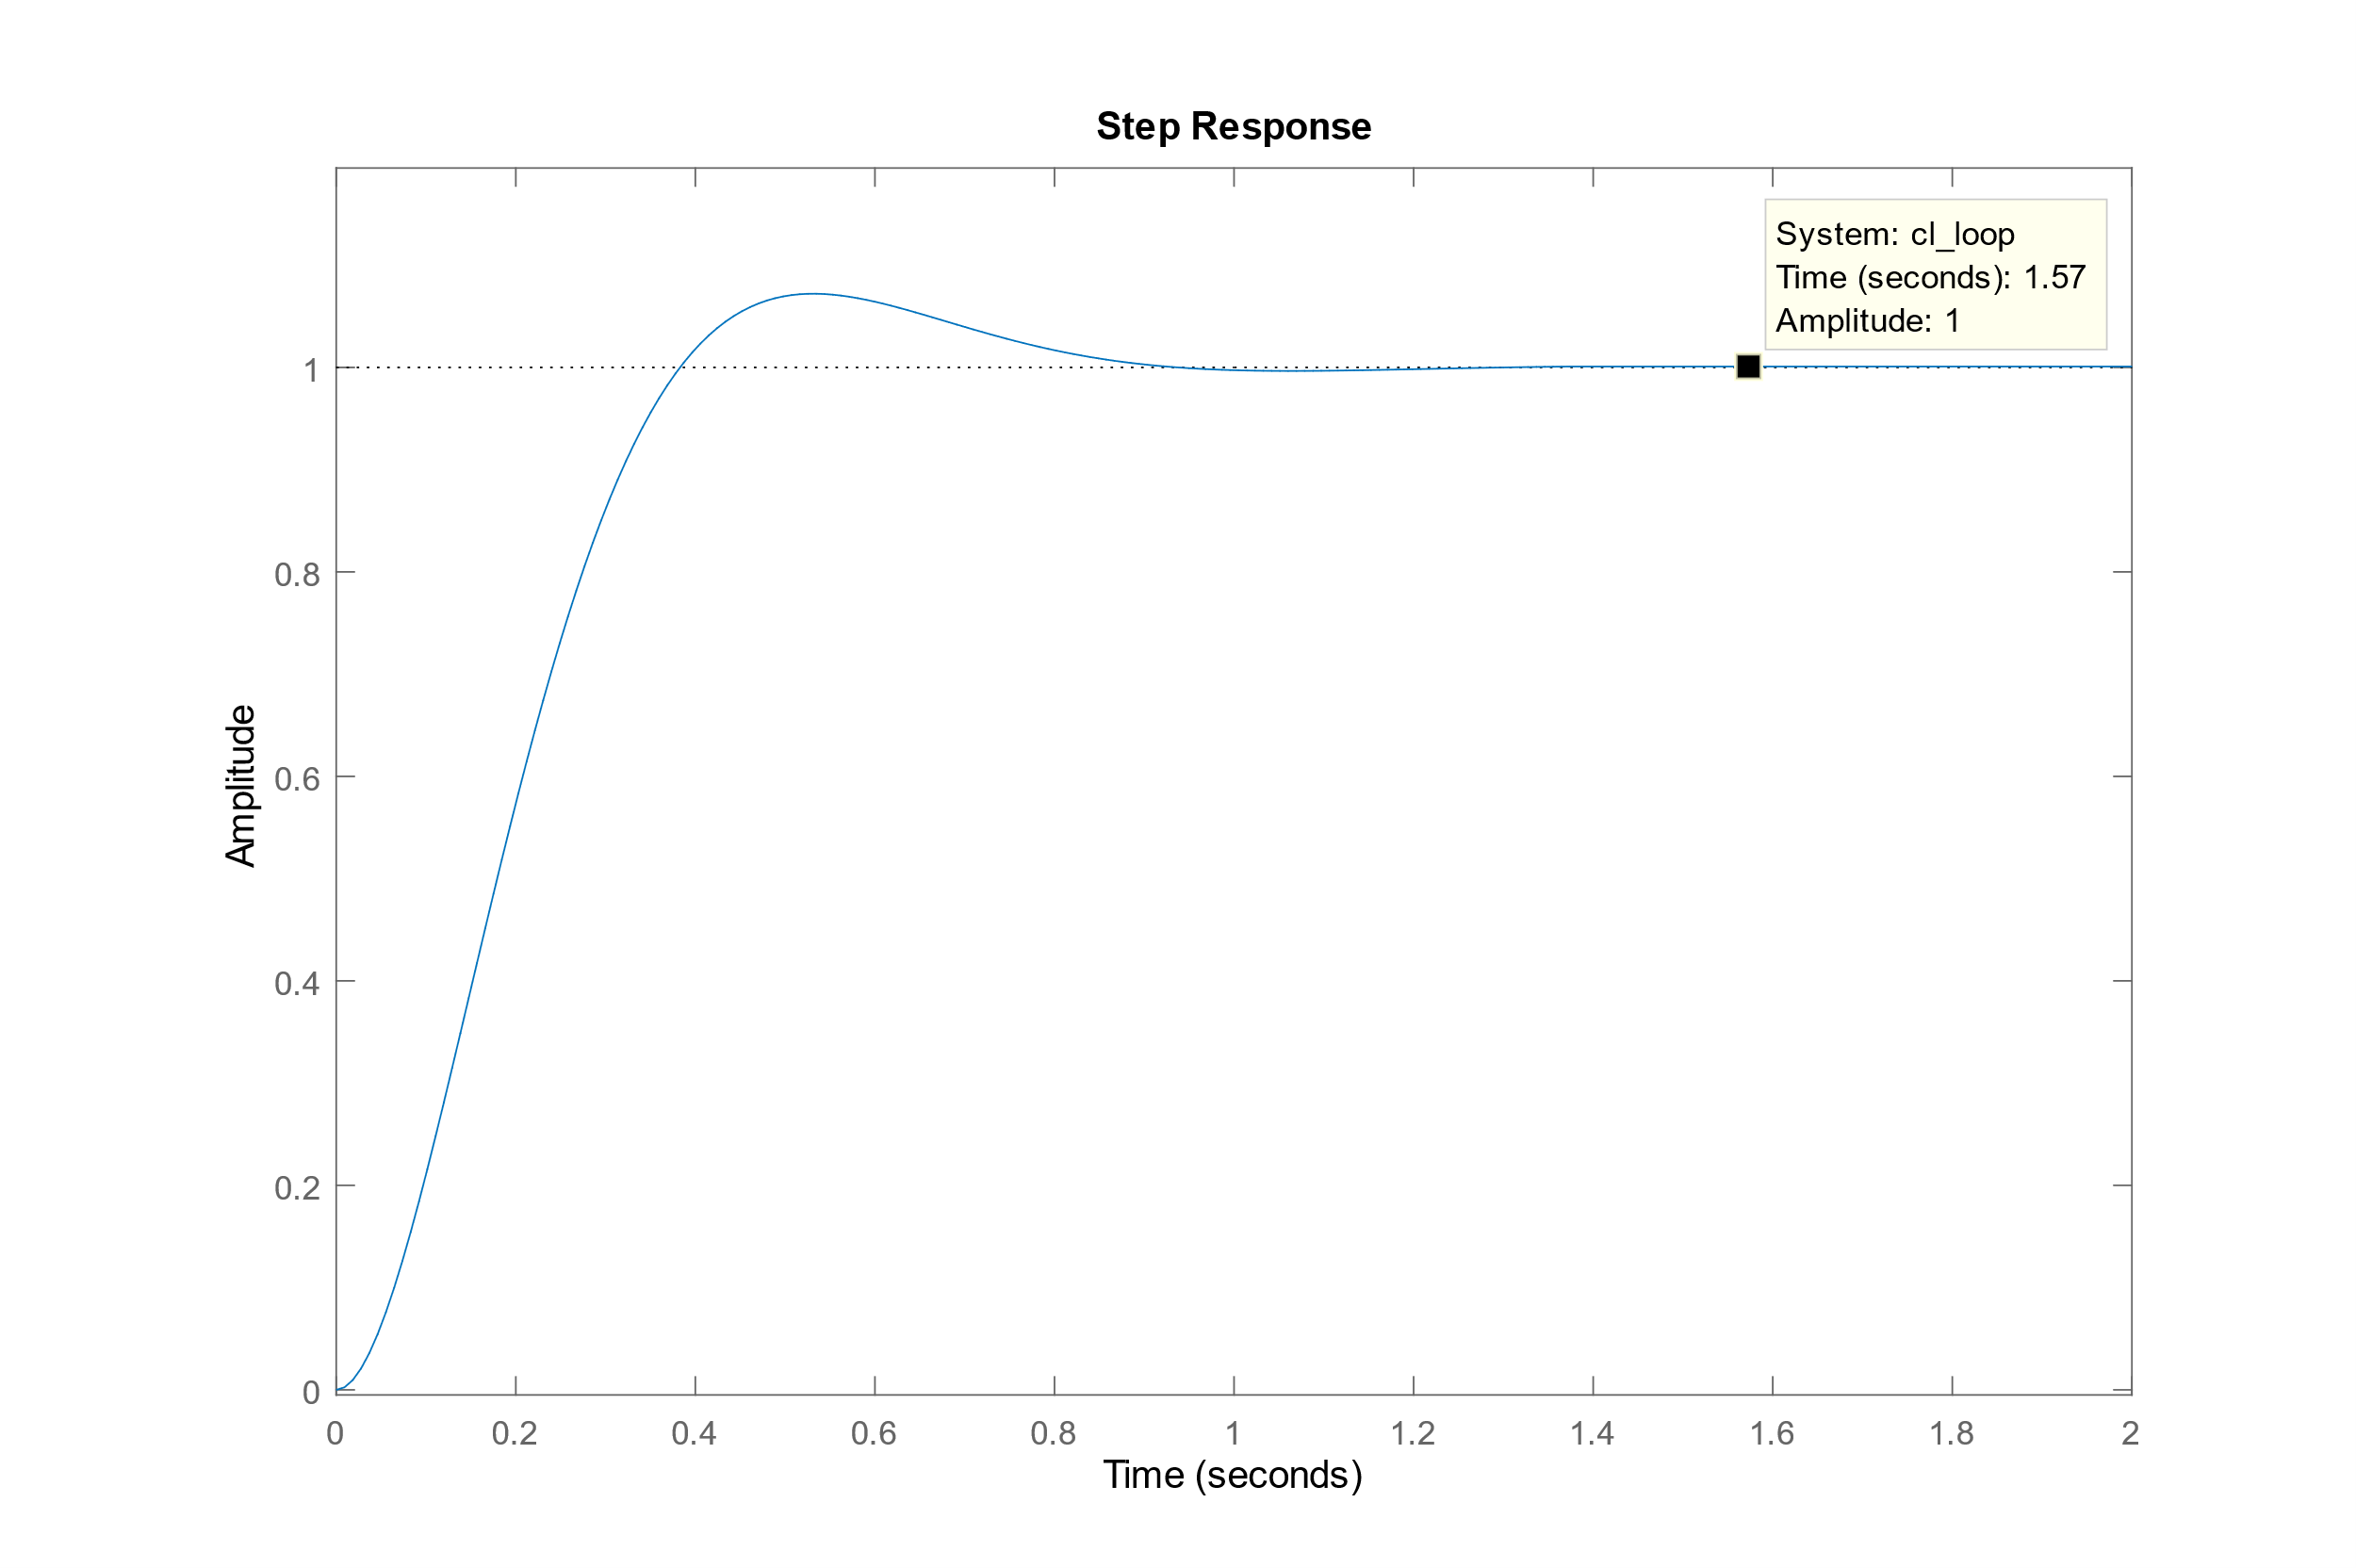 Step Response
System: cl_loop
Time (seconds): 1.57
Amplitude: 1
1
0.8
0.6
0.4
0.2
0
Amplitude
0 0.2 0.4 0.6 0.8 1 1.2 1.4 1.6 1.8 2
Time (seconds)